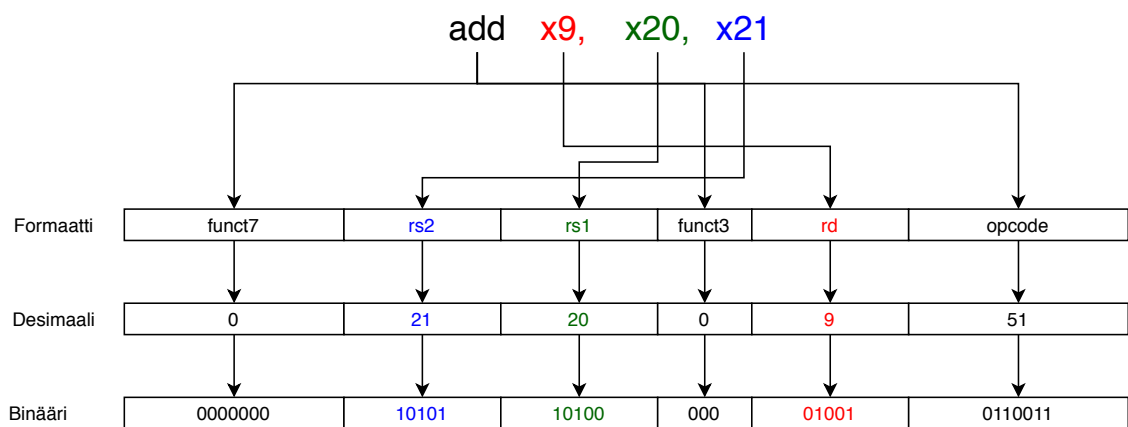 add x9, x20, x21
Formaatti funct7 rs2 rs1 funct3 rd opcode
Desimaali 0 21 20 0 9 51
Binääri 0000000 10101 10100 000 01001 0110011